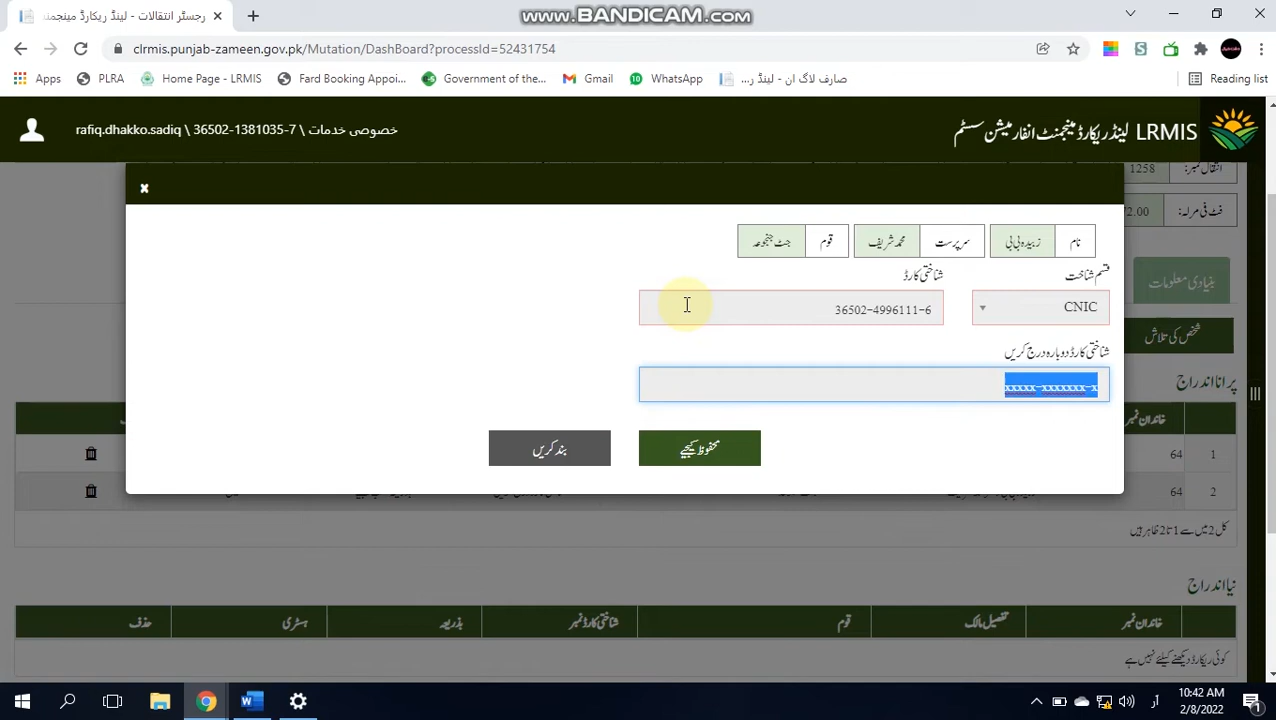 www.BANDICAM.com
رجسٹر انتقالات - لینڈ ریکارڈ مینجمنٹ
clrmis.punjab-zameen.gov.pk/Mutation/DashBoard?processId=52431754
Apps PLRA Home Page - LRMIS Ford Booking Appoi... Government of the... Gmail 10 WhatsApp صارف لاگ ان - لینڈ رو... Reading list
rafiq.dhakko.sadiq \ 36502-1381035-7 \ خصوصی خدمات
LRMIS لینڈ ریکارڈ مینجمنٹ انفارمیشن سسٹم
انتقال نمبر: 1258
فٹ فی مرلہ: 72.00
نام زبیدہ بی بی سرپرست محمد شریف قوم جٹ جنجوعہ
قسم شناخت شناختی کارڈ
CNIC 36502-4996111-6
بنیادی معلومات
شناختی کارڈ دوبارہ درج کریں
شخص کی تلاش
xxxxx-xxxxxxx-x
پرانا اندراج
خاندان نمبر
محفوظ کیجیے بند کریں
1 64
2 64
کل 2 میں سے 1 تا 2 ظاہر ہیں
نیا اندراج
خاندان نمبر تفصیل مالک قوم شناختی کارڈ نمبر بذریعہ ہسٹری حذف
کوئی ریکارڈ دیکھنے کیلئے نہیں ہے
10:42 AM
2/8/2022